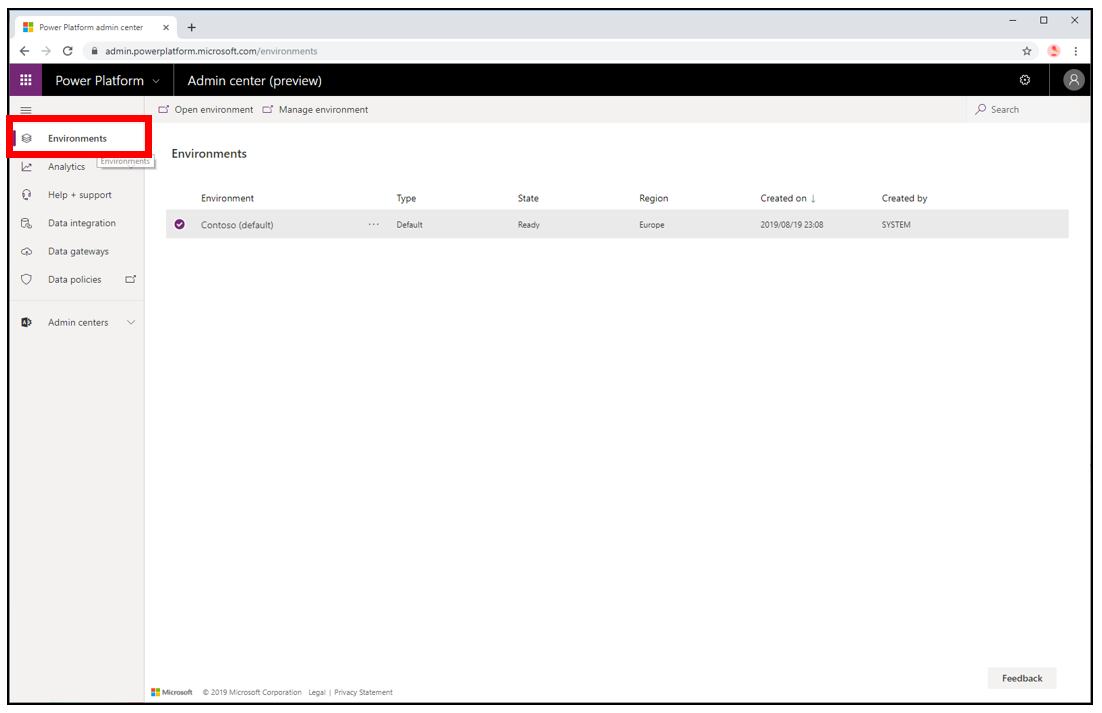 Power Platform admin center
admin.powerplatform.microsoft.com/environments
Power Platform Admin center (preview)
Open environment Manage environment Search
Environments
Environments
Analytics
Environments
Help + support
Data integration
Data gateways
Data policies
Admin centers
Environment Type State Region Created on ↓ Created by
Contoso (default) ... Default Ready Europe 2019/08/19 23:08 SYSTEM
Feedback
Microsoft © 2019 Microsoft Corporation Legal | Privacy Statement